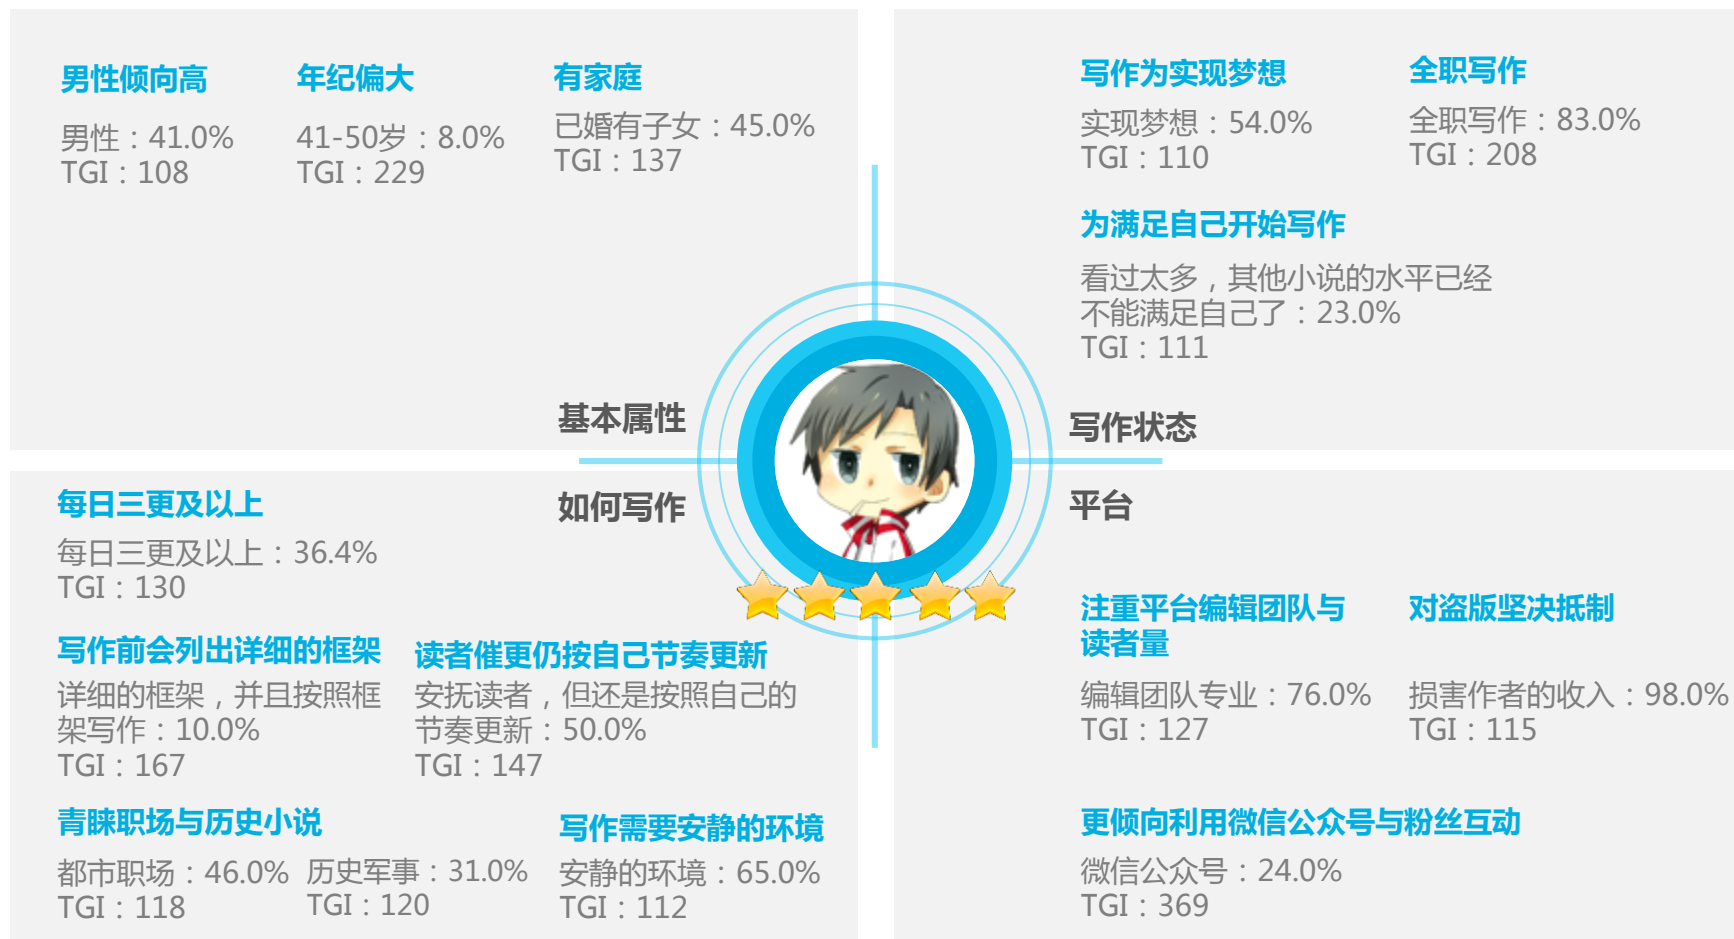 男性倾向高
男性：41.0%
TGI：108
年纪偏大
41-50岁：8.0%
TGI：229
有家庭
已婚有子女：45.0%
TGI：137
基本属性
写作为实现梦想
实现梦想：54.0%
TGI：110
全职写作
全职写作：83.0%
TGI：208
为满足自己开始写作
看过太多，其他小说的水平已经
不能满足自己了：23.0%
TGI：111
写作状态
如何写作
每日三更及以上
每日三更及以上：36.4%
TGI：130
写作前会列出详细的框架
详细的框架，并且按照框
架写作：10.0%
TGI：167
读者催更仍按自己节奏更新
安抚读者，但还是按照自己的
节奏更新：50.0%
TGI：147
青睐职场与历史小说
都市职场：46.0%
TGI：118
历史军事：31.0%
TGI：120
写作需要安静的环境
安静的环境：65.0%
TGI：112
平台
注重平台编辑团队与
读者量
编辑团队专业：76.0%
TGI：127
对盗版坚决抵制
损害作者的收入：98.0%
TGI：115
更倾向利用微信公众号与粉丝互动
微信公众号：24.0%
TGI：369